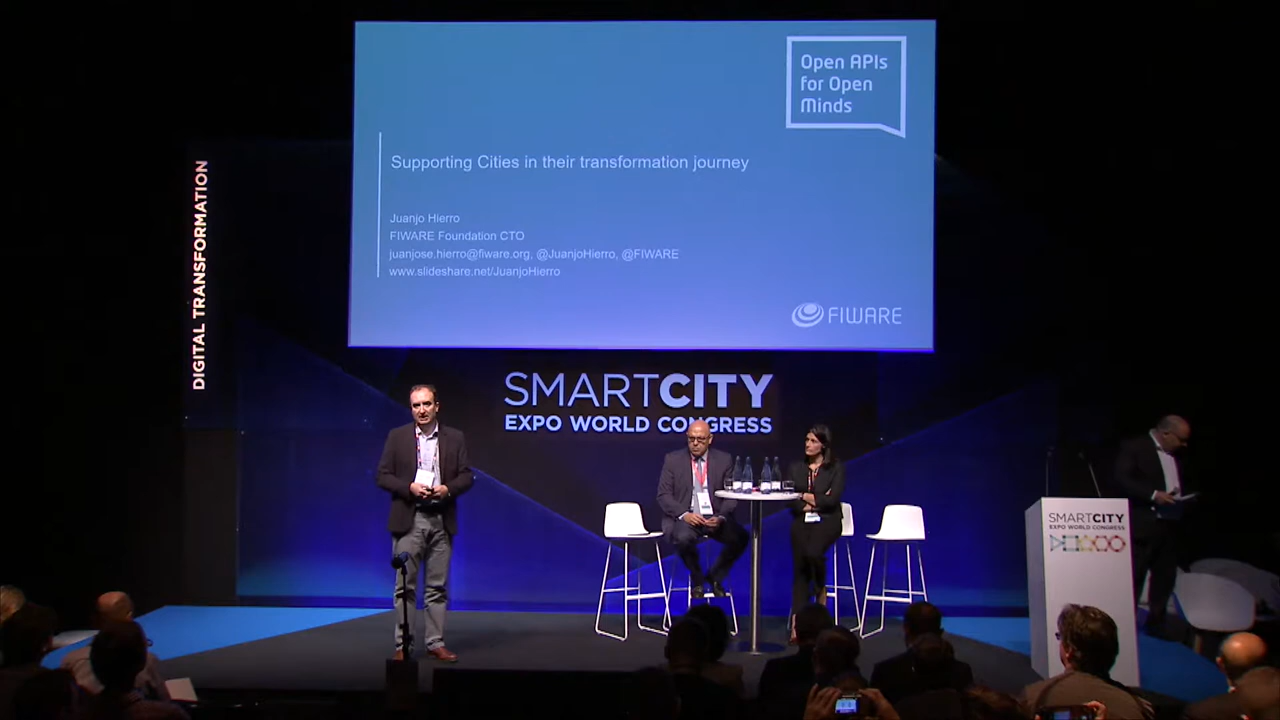 Open APIs
for Open
Minds
Supporting Cities in their transformation journey
Juanjo Hierro
FIWARE Foundation CTO
juanjose.hierro@fiware.org, @JuanjoHierro, @FIWARE
www.slideshare.net/JuanjoHierro
FIWARE
DIGITAL TRANSFORMATION
SMARTCITY
EXPO WORLD CONGRESS
SMARTCITY
EXPO WORLD CONGRESS